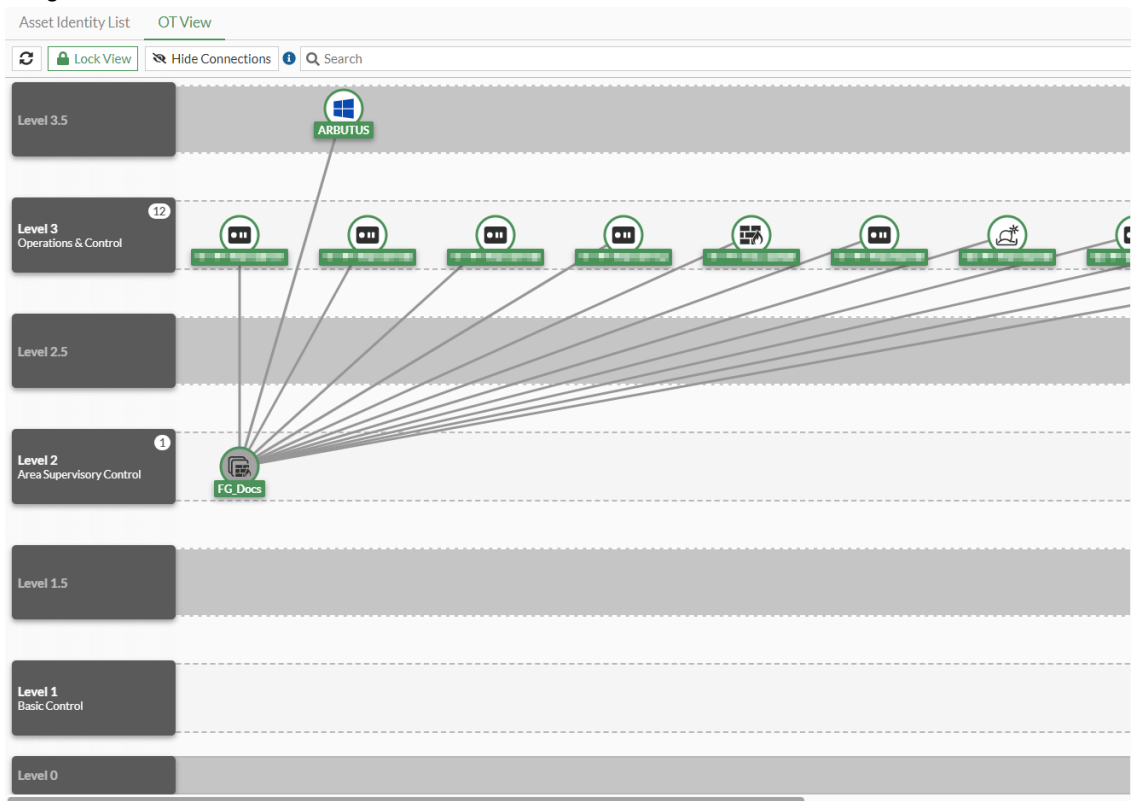 Asset Identity List OT View
Lock View Hide Connections Search
Level 3.5
ARBUTUS
12
Level 3
Operations & Control
Level 2.5
1
Level 2
Area Supervisory Control
FG_Docs
Level 1.5
Level 1
Basic Control
Level 0